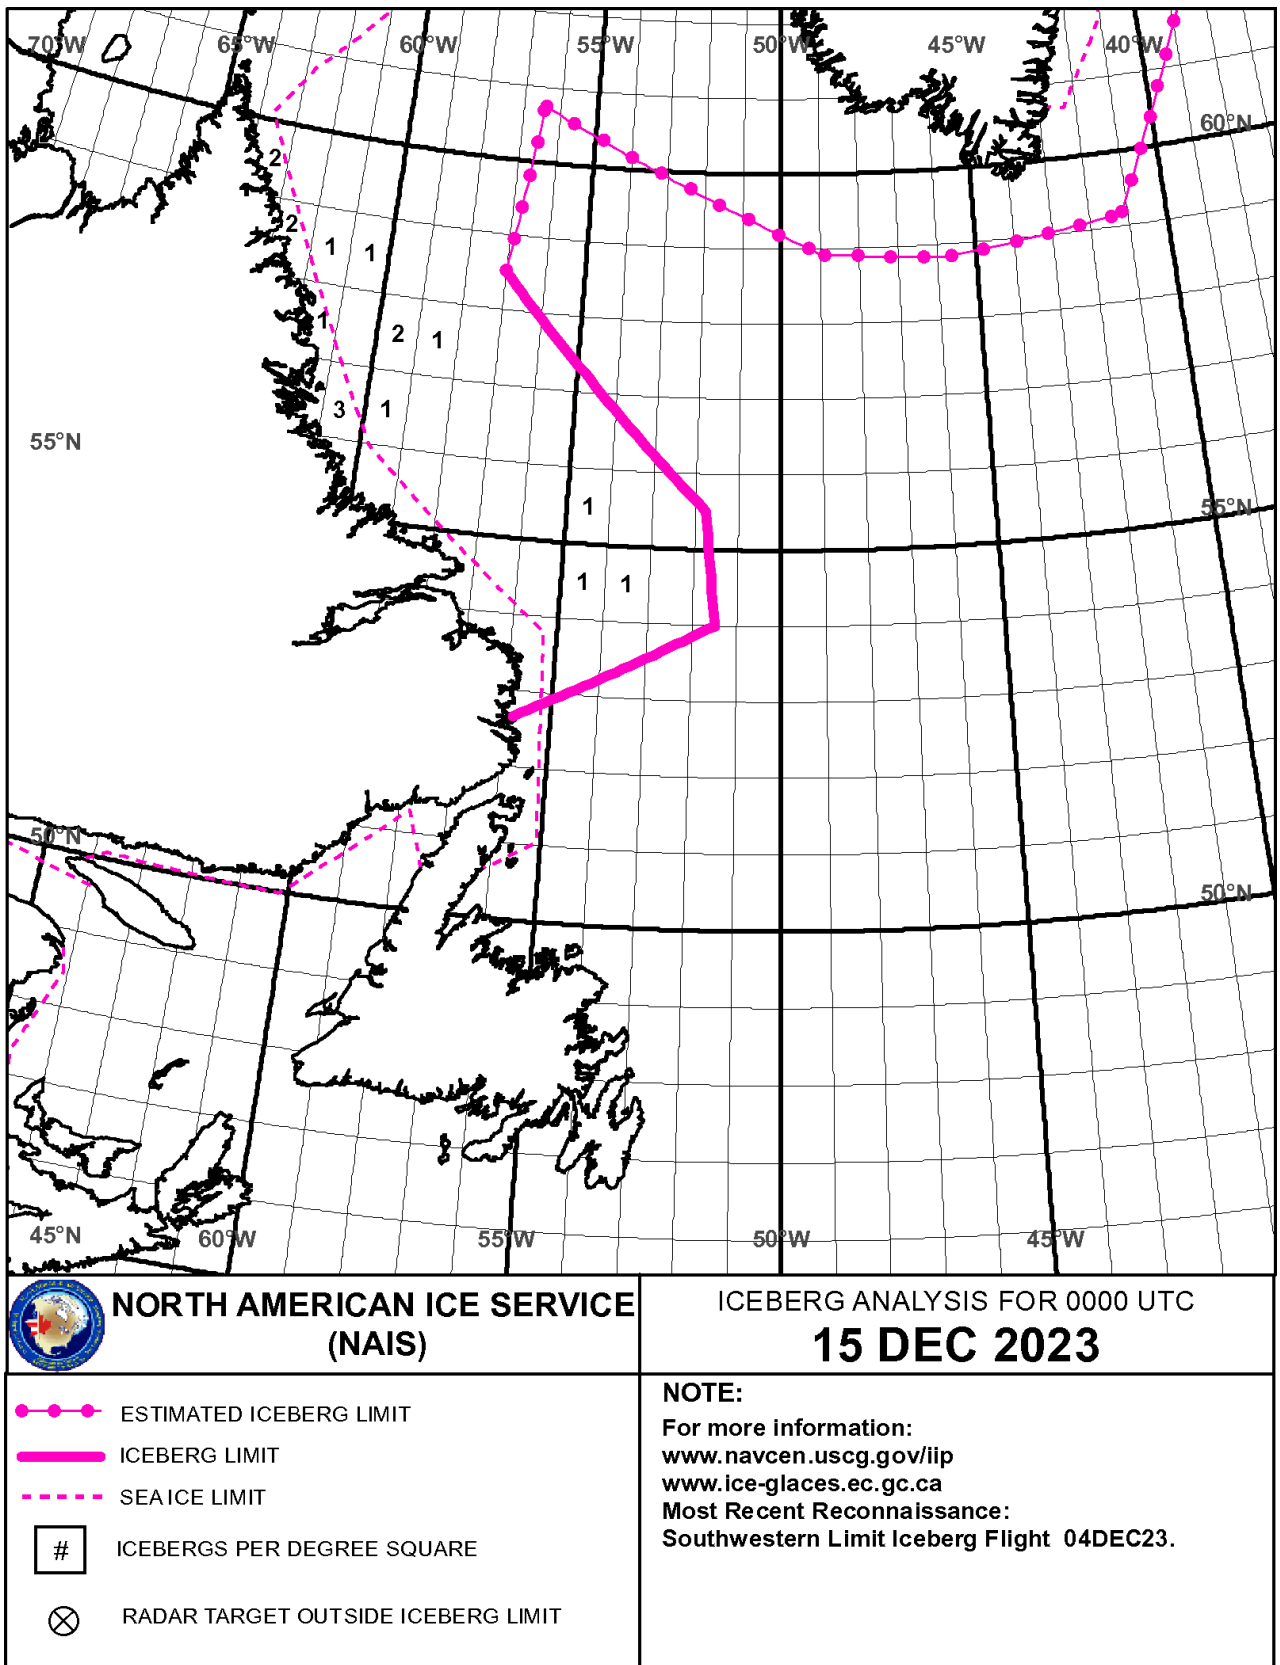 70°W 65°W 60°W 55°W 50°W 45°W 40°W
60°N
2
2
1 1
1
2 1
3 1
55°N
1
55°N
1 1
50°N
50°N
45°N 60°W 55°W 50°W 45°W
NORTH AMERICAN ICE SERVICE
(NAIS)
ICEBERG ANALYSIS FOR 0000 UTC
15 DEC 2023
ESTIMATED ICEBERG LIMIT
ICEBERG LIMIT
SEA ICE LIMIT
# ICEBERGS PER DEGREE SQUARE
RADAR TARGET OUTSIDE ICEBERG LIMIT
NOTE:
For more information:
www.navcen.uscg.gov/iip
www.ice-glaces.ec.gc.ca
Most Recent Reconnaissance:
Southwestern Limit Iceberg Flight 04DEC23.